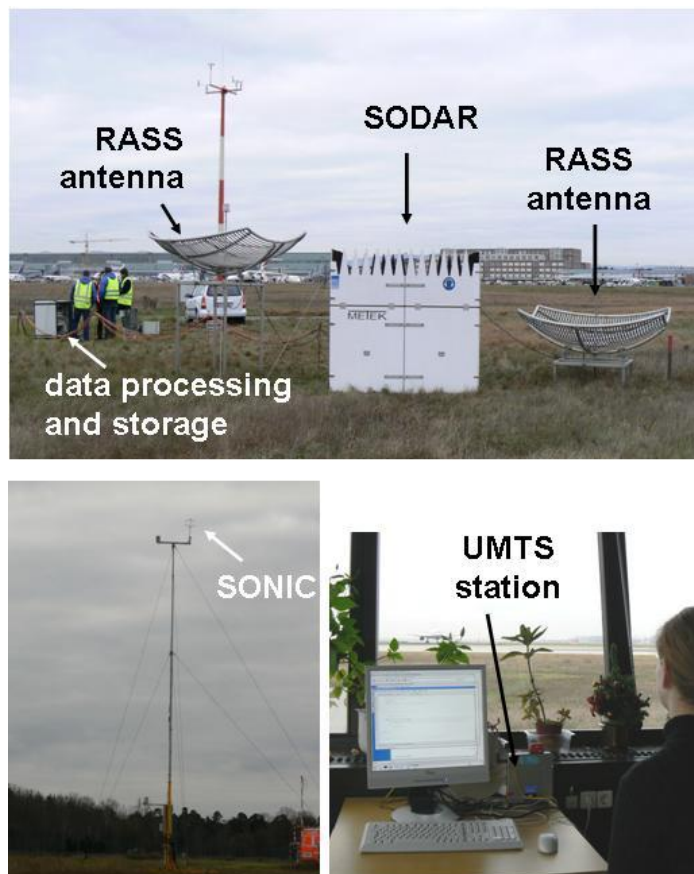 SODAR
RASS
antenna
RASS
antenna
METEK
data processing
and storage
SONIC
UMTS
station